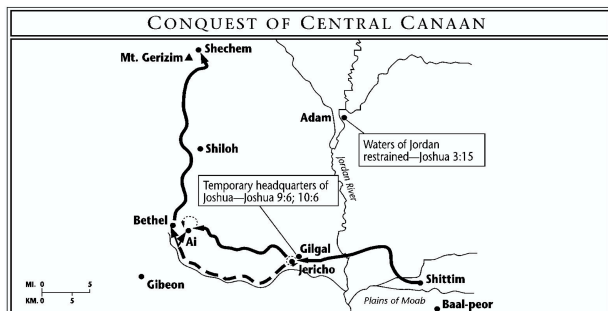 CONQUEST OF CENTRAL CANAAN
Shechem
Mt. Gerizim
Adam
Waters of Jordan
restrained—Joshua 3:15
Shiloh
Jordan River
Temporary headquarters of
Joshua—Joshua 9:6; 10:6
Bethel
Ai
Gilgal
Jericho
Shittim
Gibeon
MI. 0 5
KM. 0 5
Plains of Moab
Baal-peor